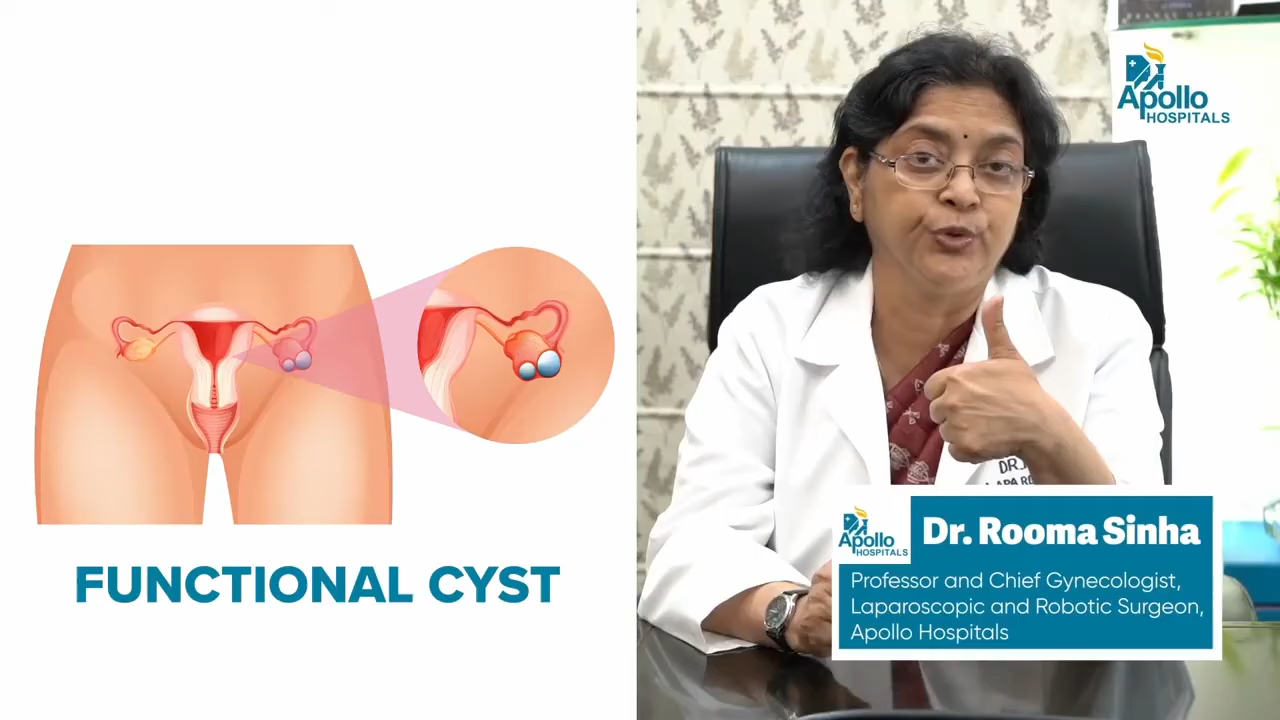 FUNCTIONAL CYST
Apollo
HOSPITALS
DR.
Apollo
HOSPITALS
Dr. Rooma Sinha
Professor and Chief Gynecologist,
Laparoscopic and Robotic Surgeon,
Apollo Hospitals